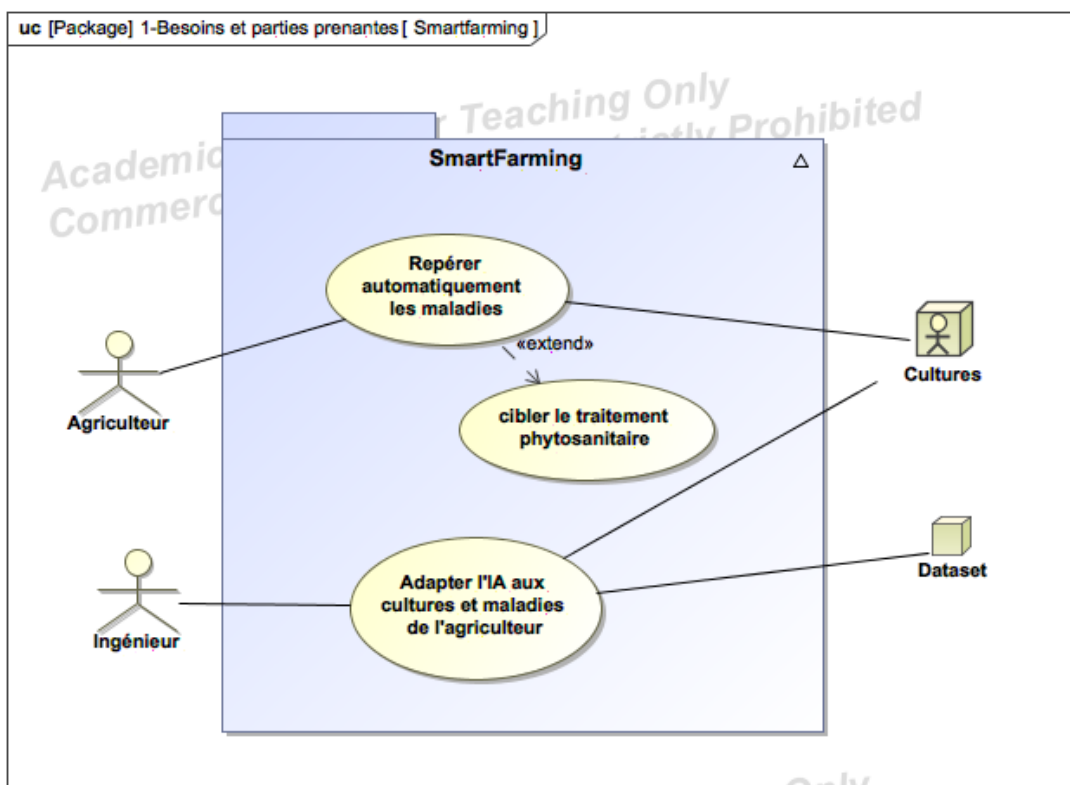 uc [Package] 1-Besoins et parties prenantes [ Smartfarming ]
Academic
r Teaching Only
Commerc
ictly Prohibited
SmartFarming
Repérer
automatiquement
les maladies
«extend»
Agriculteur
Cultures
cibler le traitement
phytosanitaire
Adapter l'IA aux
cultures et maladies
de l'agriculteur
Dataset
Ingénieur
Only